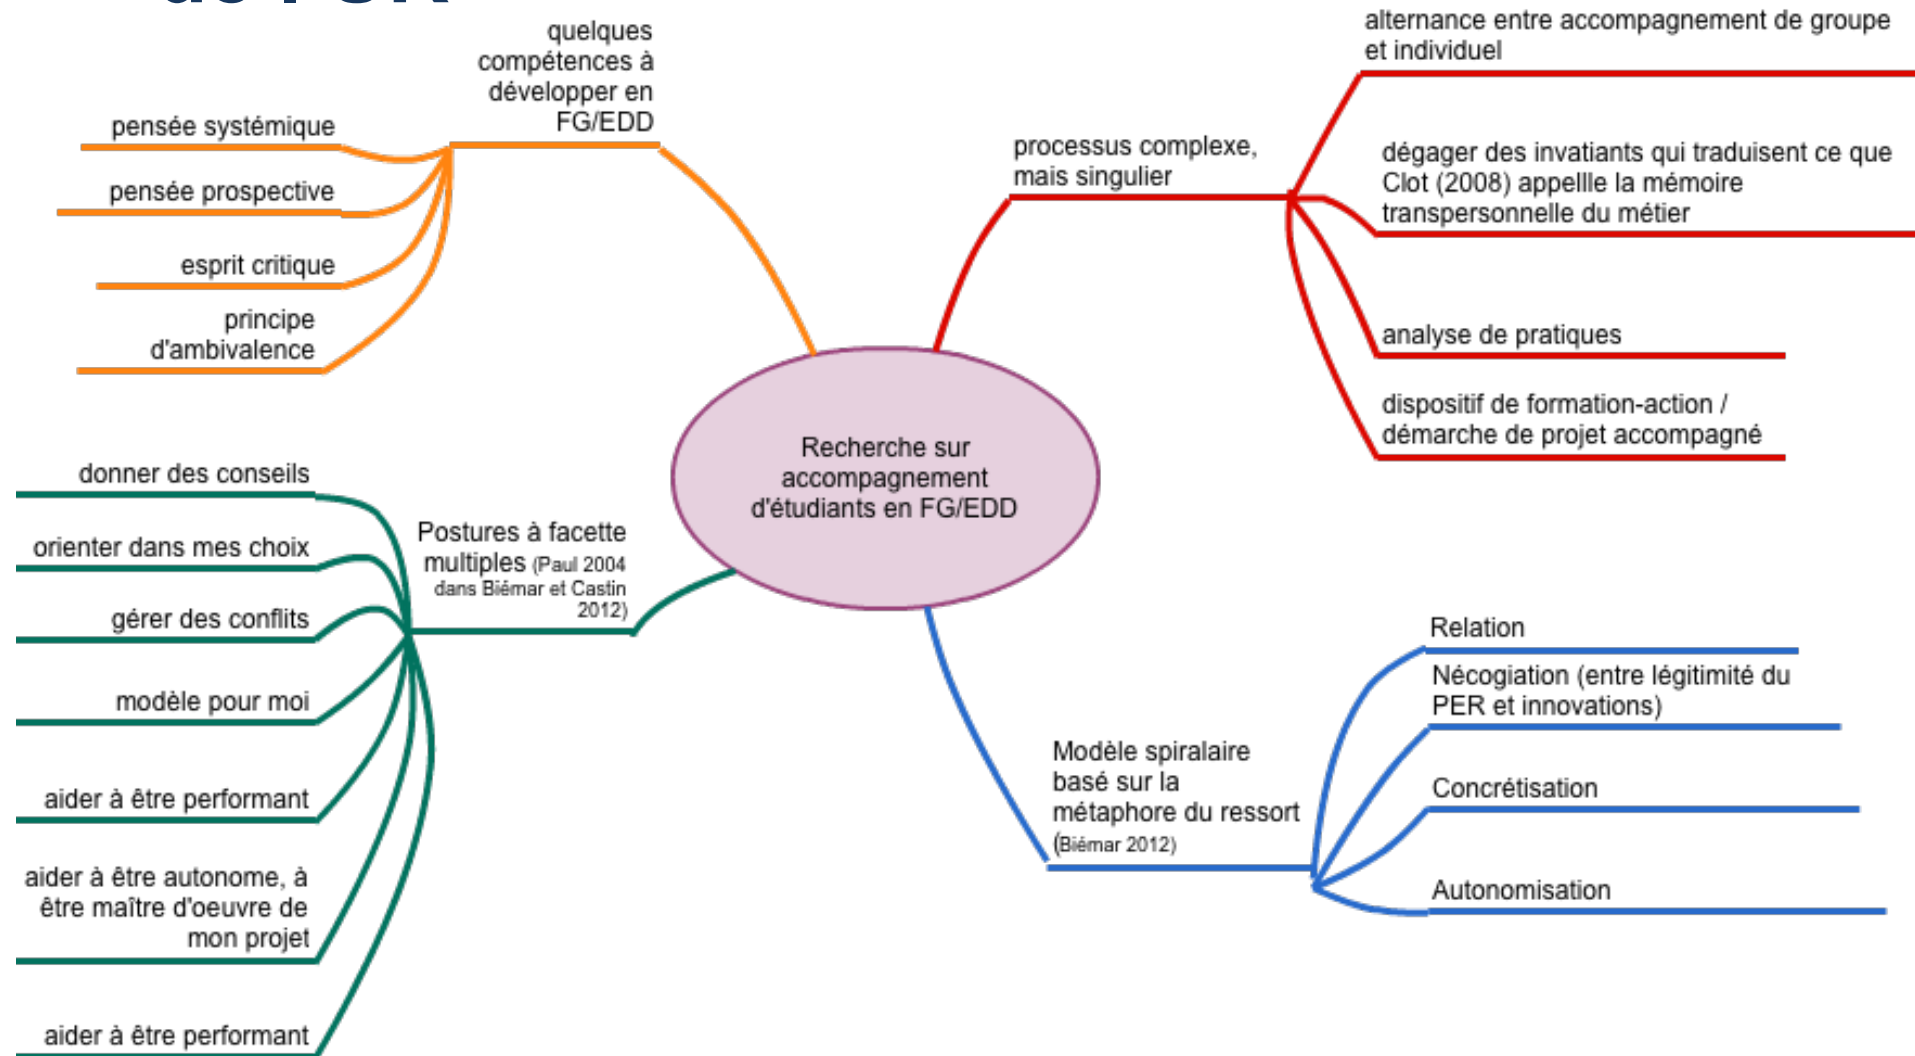 quelques
compétences à
développer en
FG/EDD
pensée systémique
pensée prospective
esprit critique
principe
d'ambivalence
alternance entre accompagnement de groupe
et individuel
processus complexe,
mais singulier
dégager des invatiants qui traduisent ce que
Clot (2008) appellle la mémoire
transpersonnelle du métier
analyse de pratiques
dispositif de formation-action /
démarche de projet accompagné
Recherche sur
accompagnement
d'étudiants en FG/EDD
Postures à facette
multiples (Paul 2004
dans Biémar et Castin
2012)
donner des conseils
orienter dans mes choix
gérer des conflits
modèle pour moi
aider à être performant
aider à être autonome, à
être maître d'oeuvre de
mon projet
aider à être performant
Modèle spiralaire
basé sur la
métaphore du ressort
(Biémar 2012)
Relation
Nécogiation (entre légitimité du
PER et innovations)
Concrétisation
Autonomisation